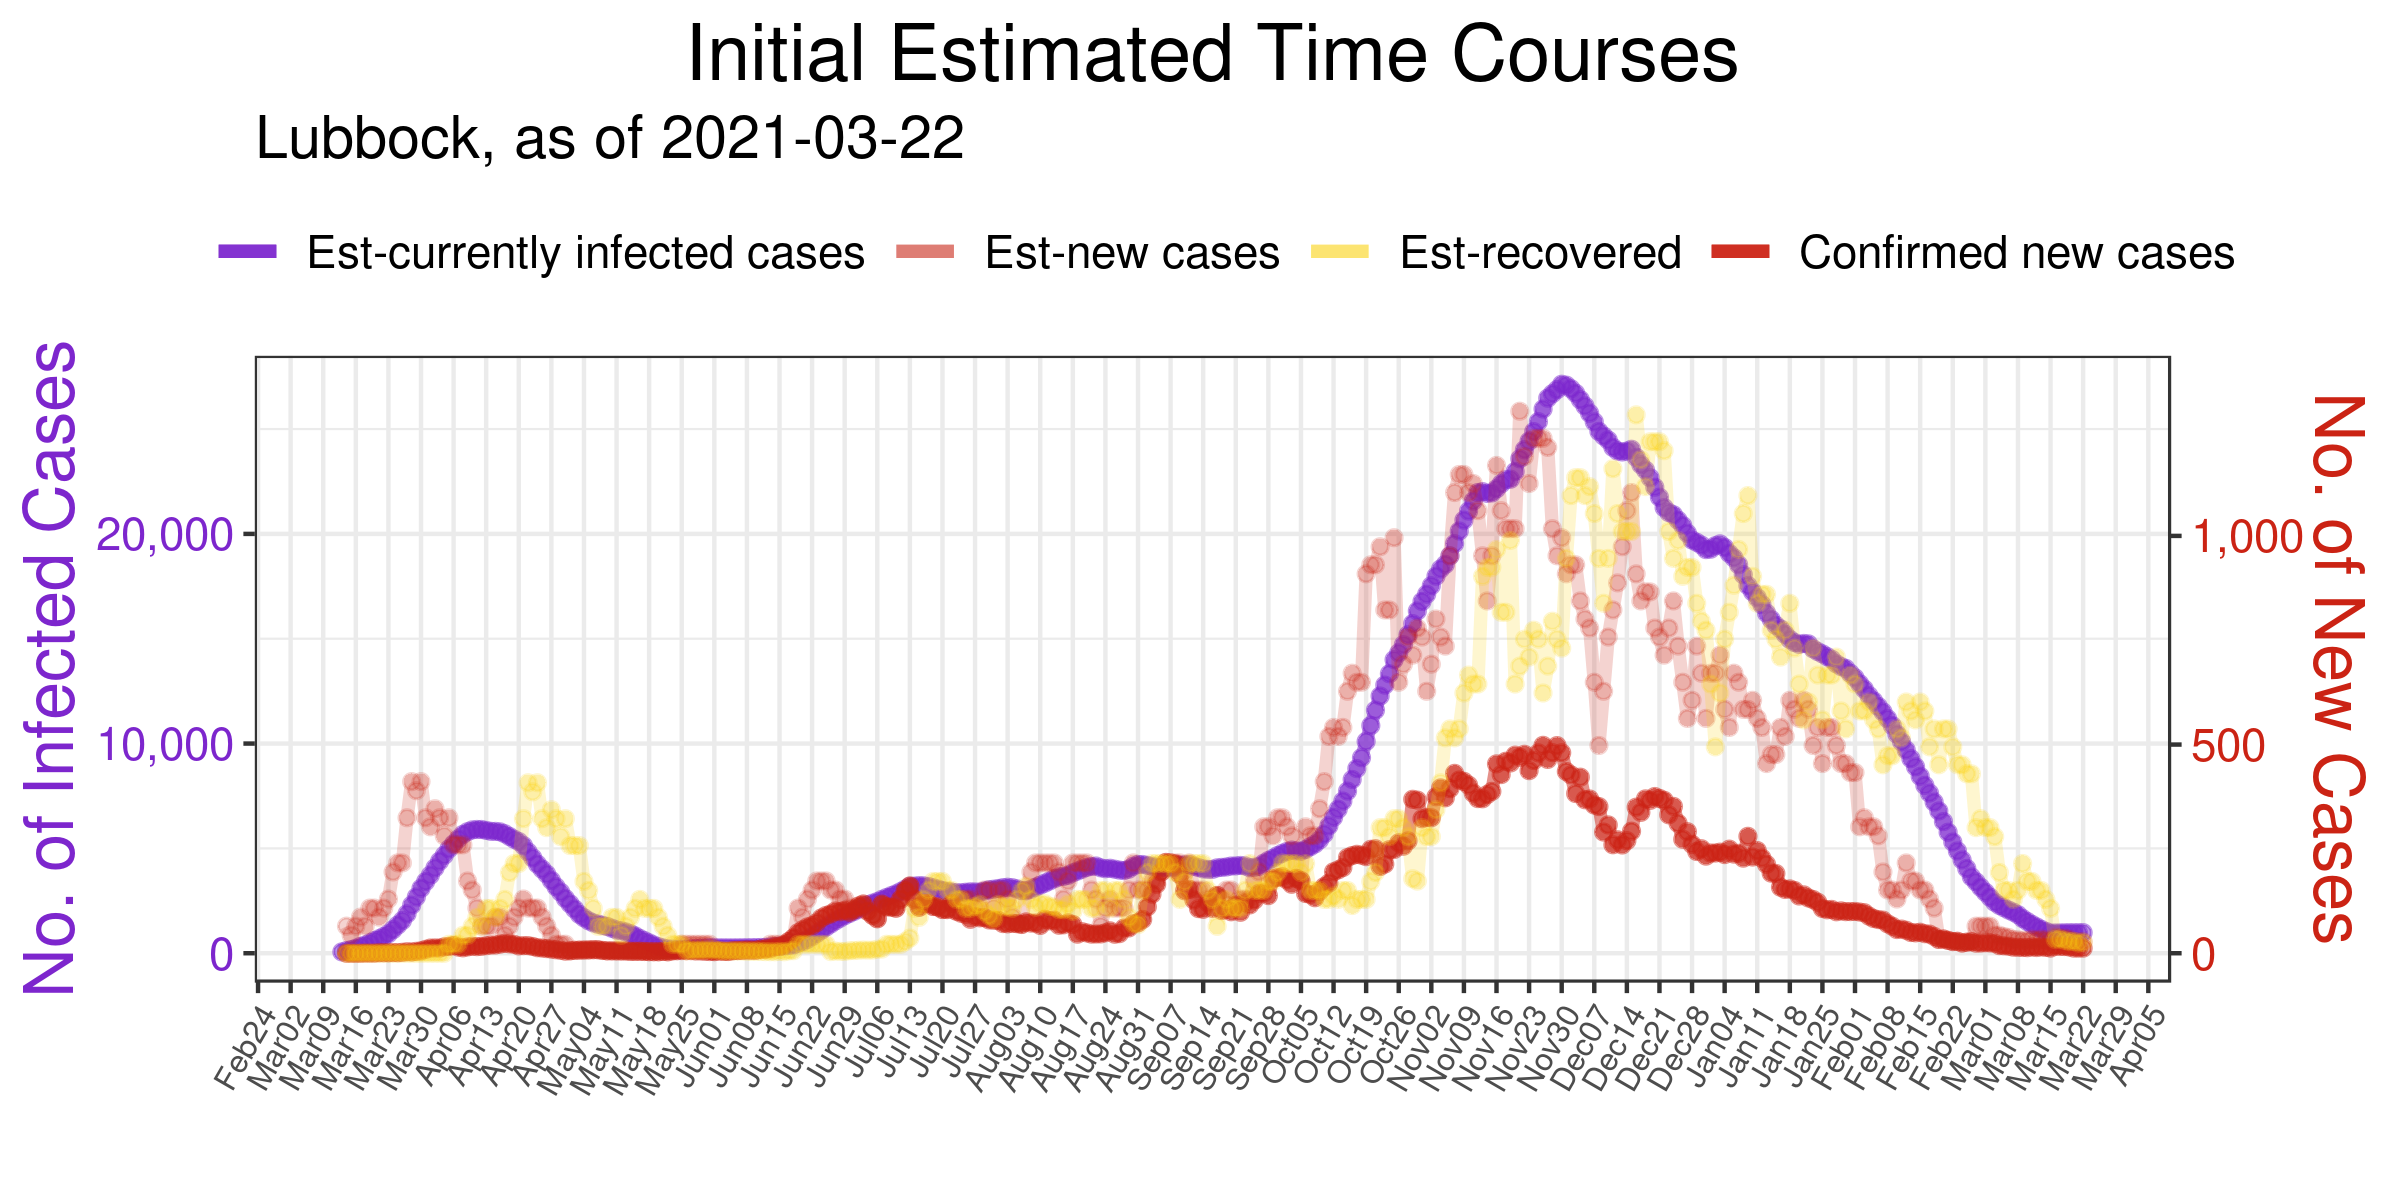 Initial Estimated Time Courses
Lubbock, as of 2021-03-22
Est-currently infected cases
Est-new cases
Est-recovered
Confirmed new cases
No. of Infected Cases
20,000
10,000
0
1,000
500
0
No. of New Cases
Feb24
Mar02
Mar09
Mar16
Mar23
Mar30
Apr06
Apr13
Apr20
Apr27
May04
May11
May18
May25
Jun01
Jun08
Jun15
Jun22
Jun29
Jul06
Jul13
Jul20
Jul27
Aug03
Aug10
Aug17
Aug24
Aug31
Sep07
Sep14
Sep21
Sep28
Oct05
Oct12
Oct19
Oct26
Nov02
Nov09
Nov16
Nov23
Nov30
Dec07
Dec14
Dec21
Dec28
Jan04
Jan11
Jan18
Jan25
Feb01
Feb08
Feb15
Feb22
Mar01
Mar08
Mar15
Mar22
Mar29
Apr05